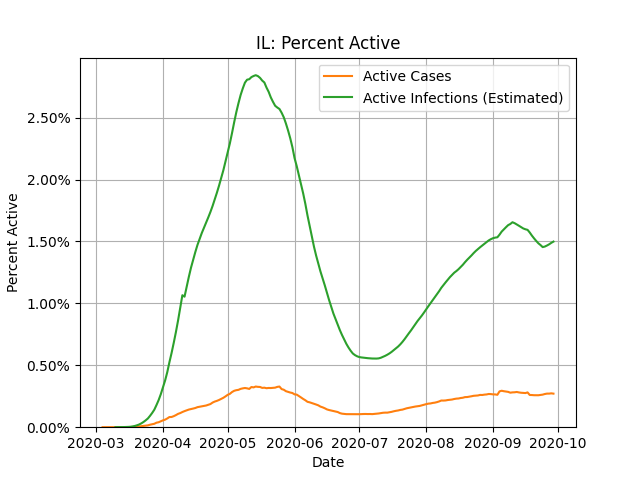 IL: Percent Active
Active Cases
Active Infections (Estimated)
Percent Active
2.50%
2.00%
1.50%
1.00%
0.50%
0.00%
2020-03 2020-04 2020-05 2020-06 2020-07 2020-08 2020-09 2020-10
Date